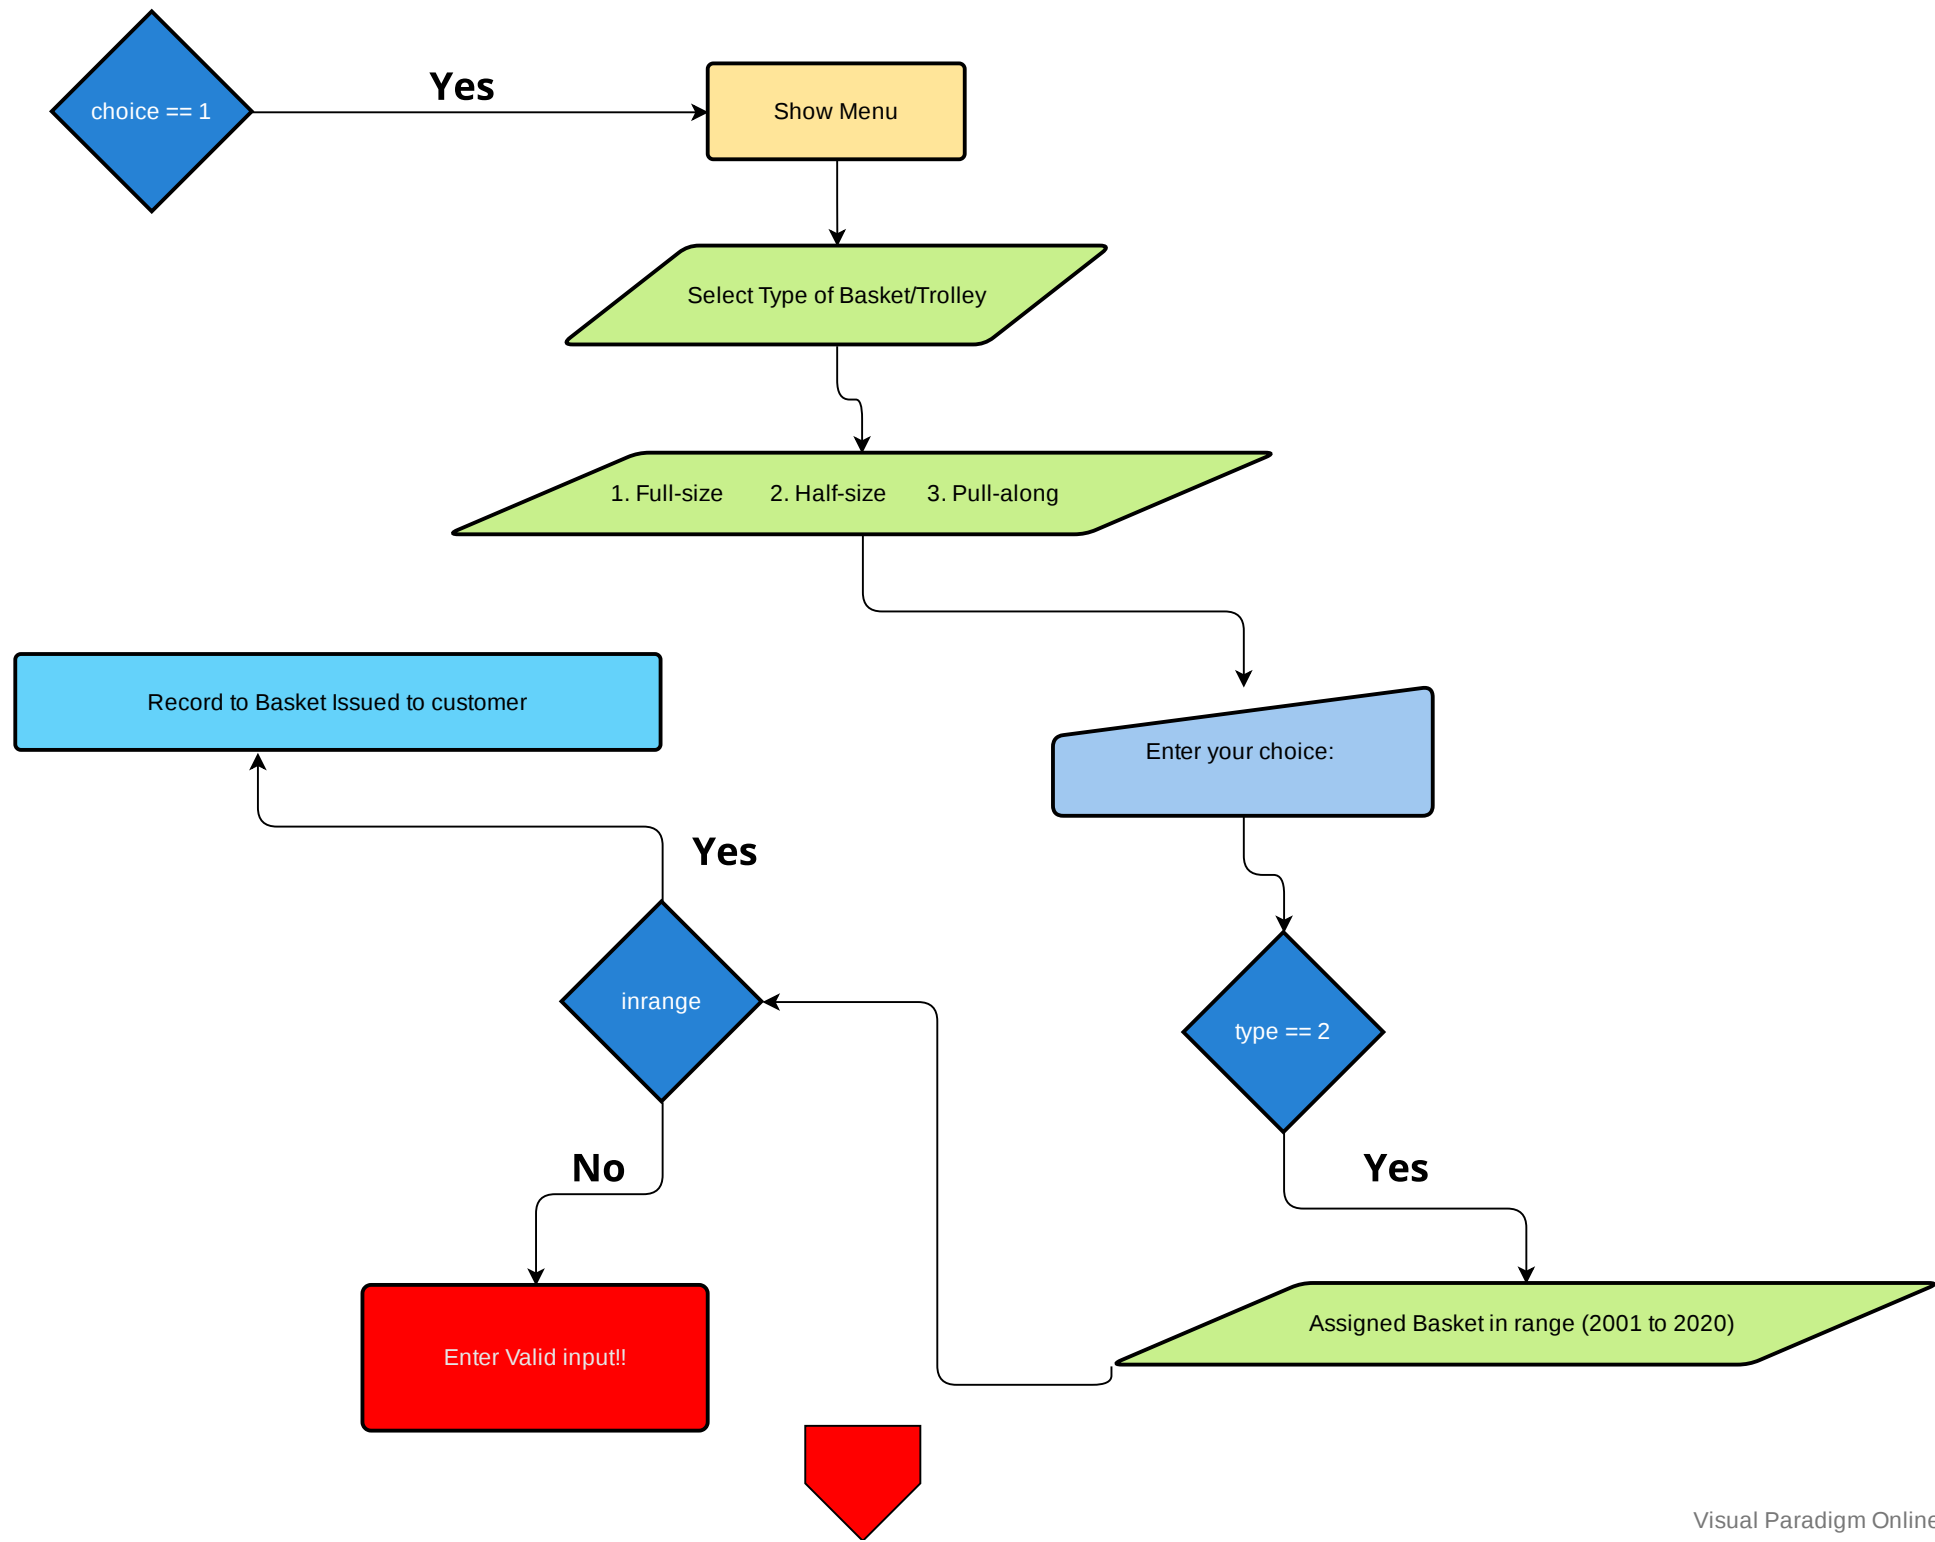 choice == 1
Yes
Show Menu
Select Type of Basket/Trolley
1. Full-size 2. Half-size 3. Pull-along
Record to Basket Issued to customer
Enter your choice:
Yes
inrange
type == 2
No
Yes
Assigned Basket in range (2001 to 2020)
Enter Valid input!!
Visual Paradigm Online